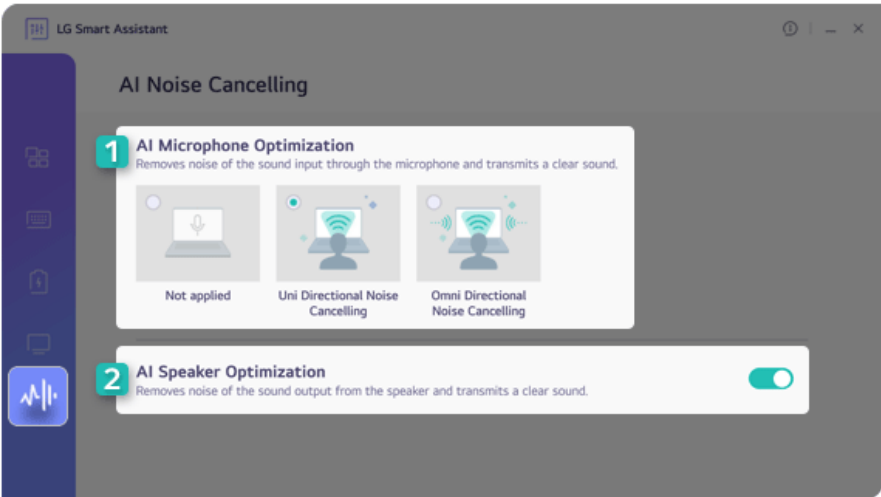 LG Smart Assistant
AI Noise Cancelling
1
AI Microphone Optimization
Removes noise of the sound input through the microphone and transmits a clear sound.
Not applied
Uni Directional Noise
Cancelling
Omni Directional
Noise Cancelling
2
AI Speaker Optimization
Removes noise of the sound output from the speaker and transmits a clear sound.